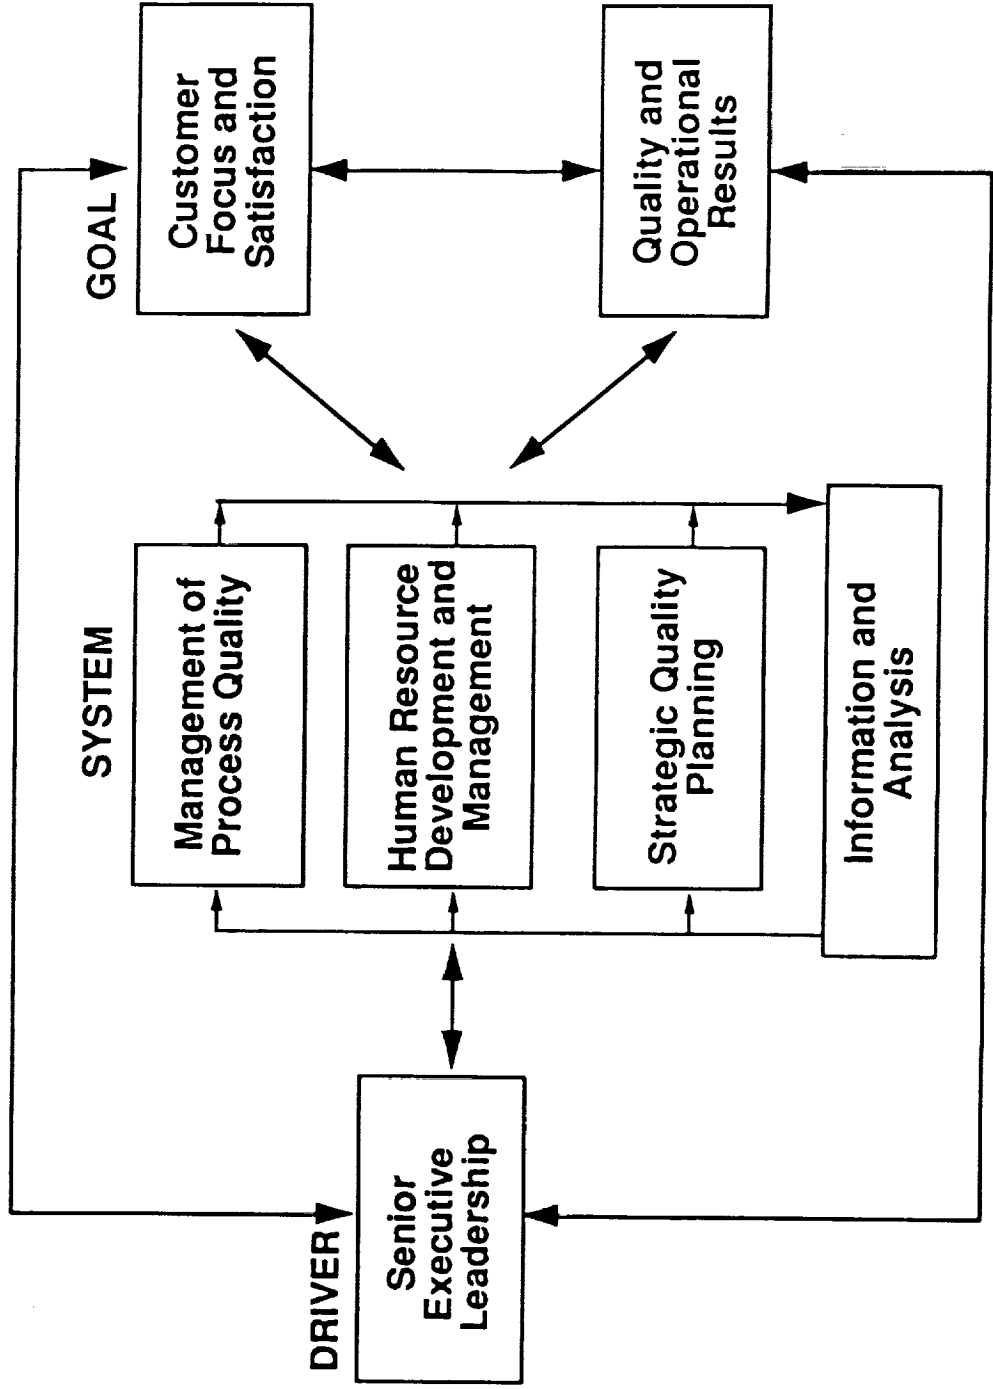 DRIVER
Senior
Executive
Leadership
SYSTEM
Management of
Process Quality
Human Resource
Development and
Management
Strategic Quality
Planning
Information and
Analysis
GOAL
Customer
Focus and
Satisfaction
Quality and
Operational
Results